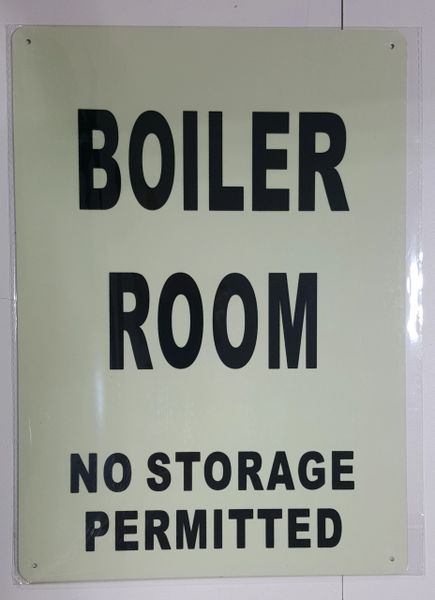 BOILER
ROOM
NO STORAGE
PERMITTED